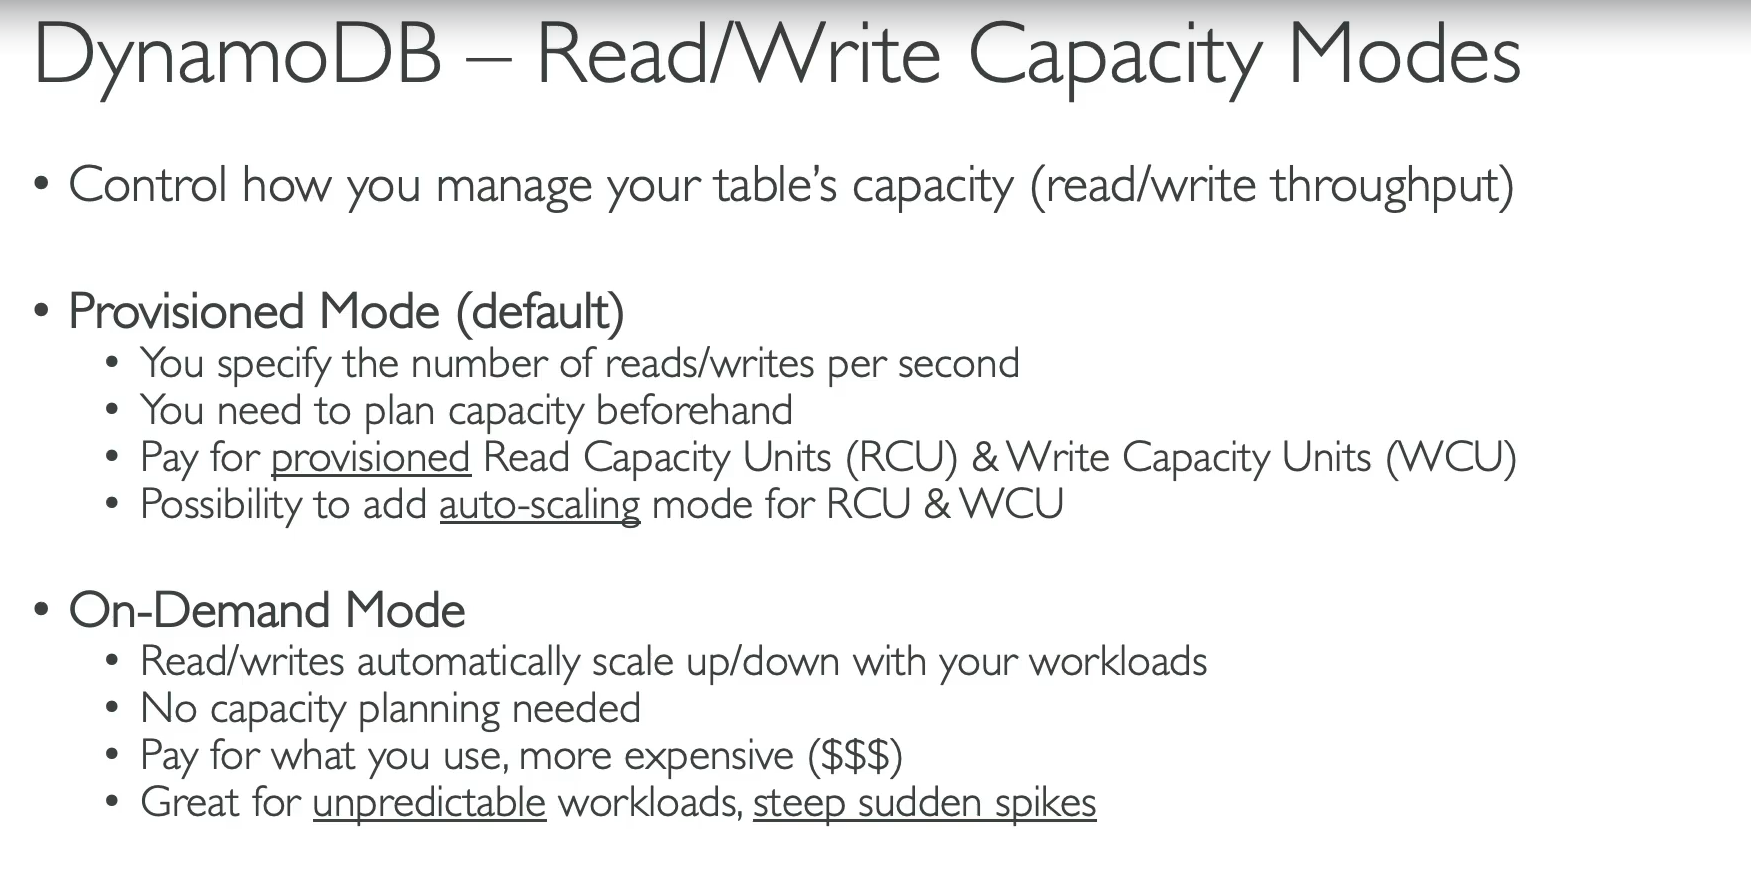 DynamoDB – Read/Write Capacity Modes
• Control how you manage your table's capacity (read/write throughput)
• Provisioned Mode (default)
• You specify the number of reads/writes per second
• You need to plan capacity beforehand
• Pay for provisioned Read Capacity Units (RCU) & Write Capacity Units (WCU)
• Possibility to add auto-scaling mode for RCU & WCU
• On-Demand Mode
• Read/writes automatically scale up/down with your workloads
• No capacity planning needed
• Pay for what you use, more expensive ($$$)
• Great for unpredictable workloads, steep sudden spikes